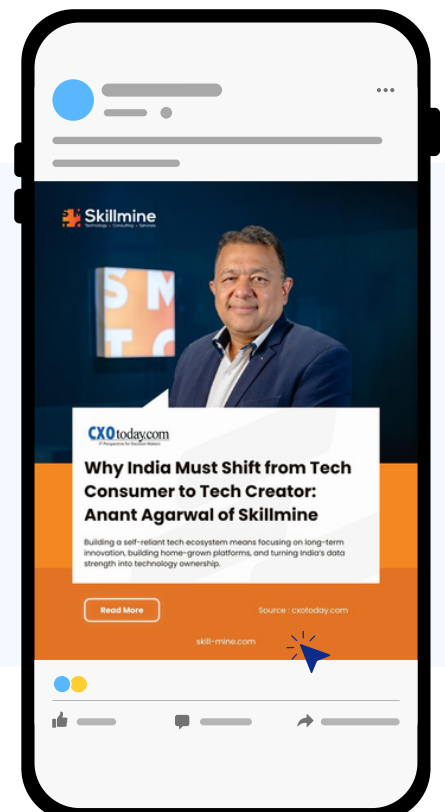 Skillmine
Technology • Consulting • Services
S M
T C
CXOtoday.com
IT Perspective for Decision Makers
Why India Must Shift from Tech
Consumer to Tech Creator:
Anant Agarwal of Skillmine
Building a self-reliant tech ecosystem means focusing on long-term
innovation, building home-grown platforms, and turning India's data
strength into technology ownership.
Read More
Source : cxotoday.com
skill-mine.com